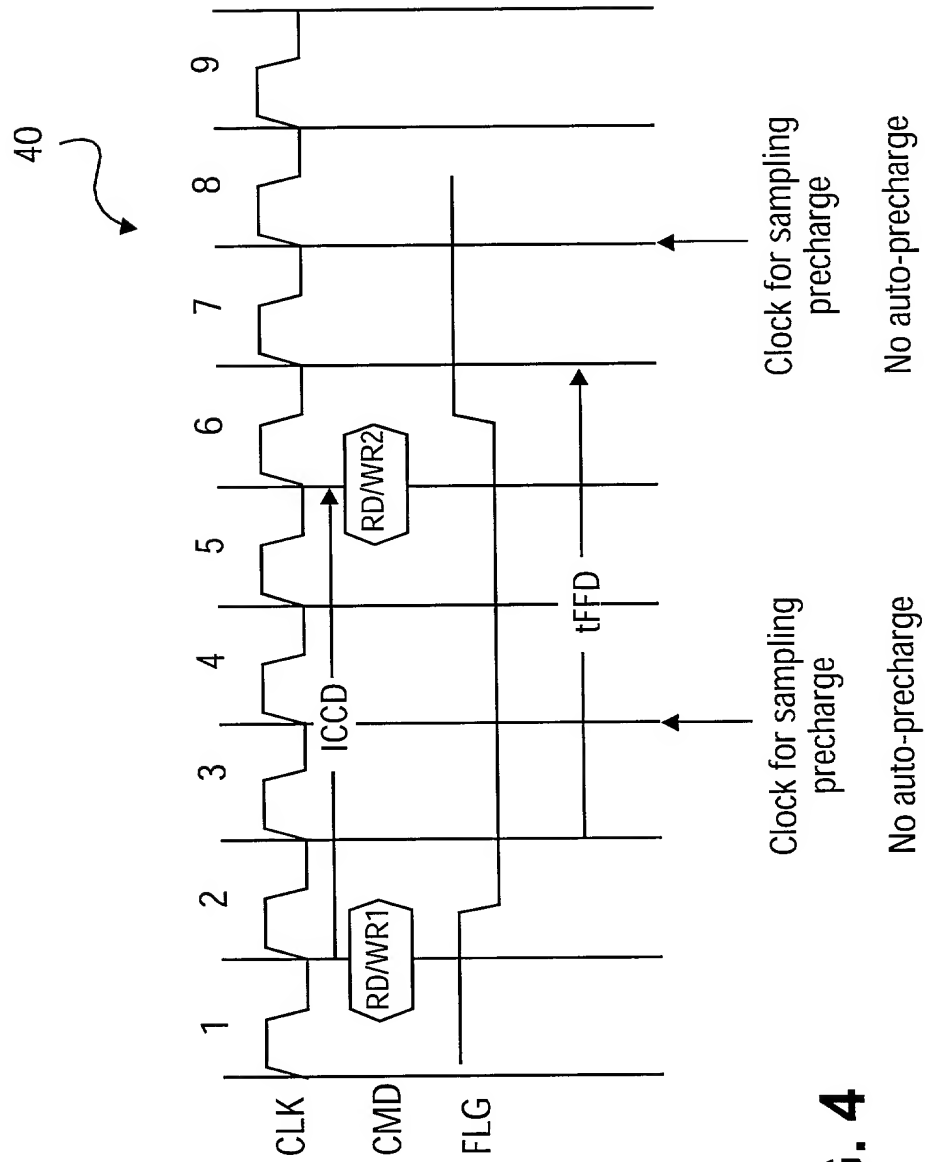 40
1 2 3 4 5 6 7 8 9
CLK
ICCD
CMD
RD/WR1 RD/WR2
FLG
tFFD
Clock for sampling
precharge
Clock for sampling
precharge
No auto-precharge
No auto-precharge
. 4